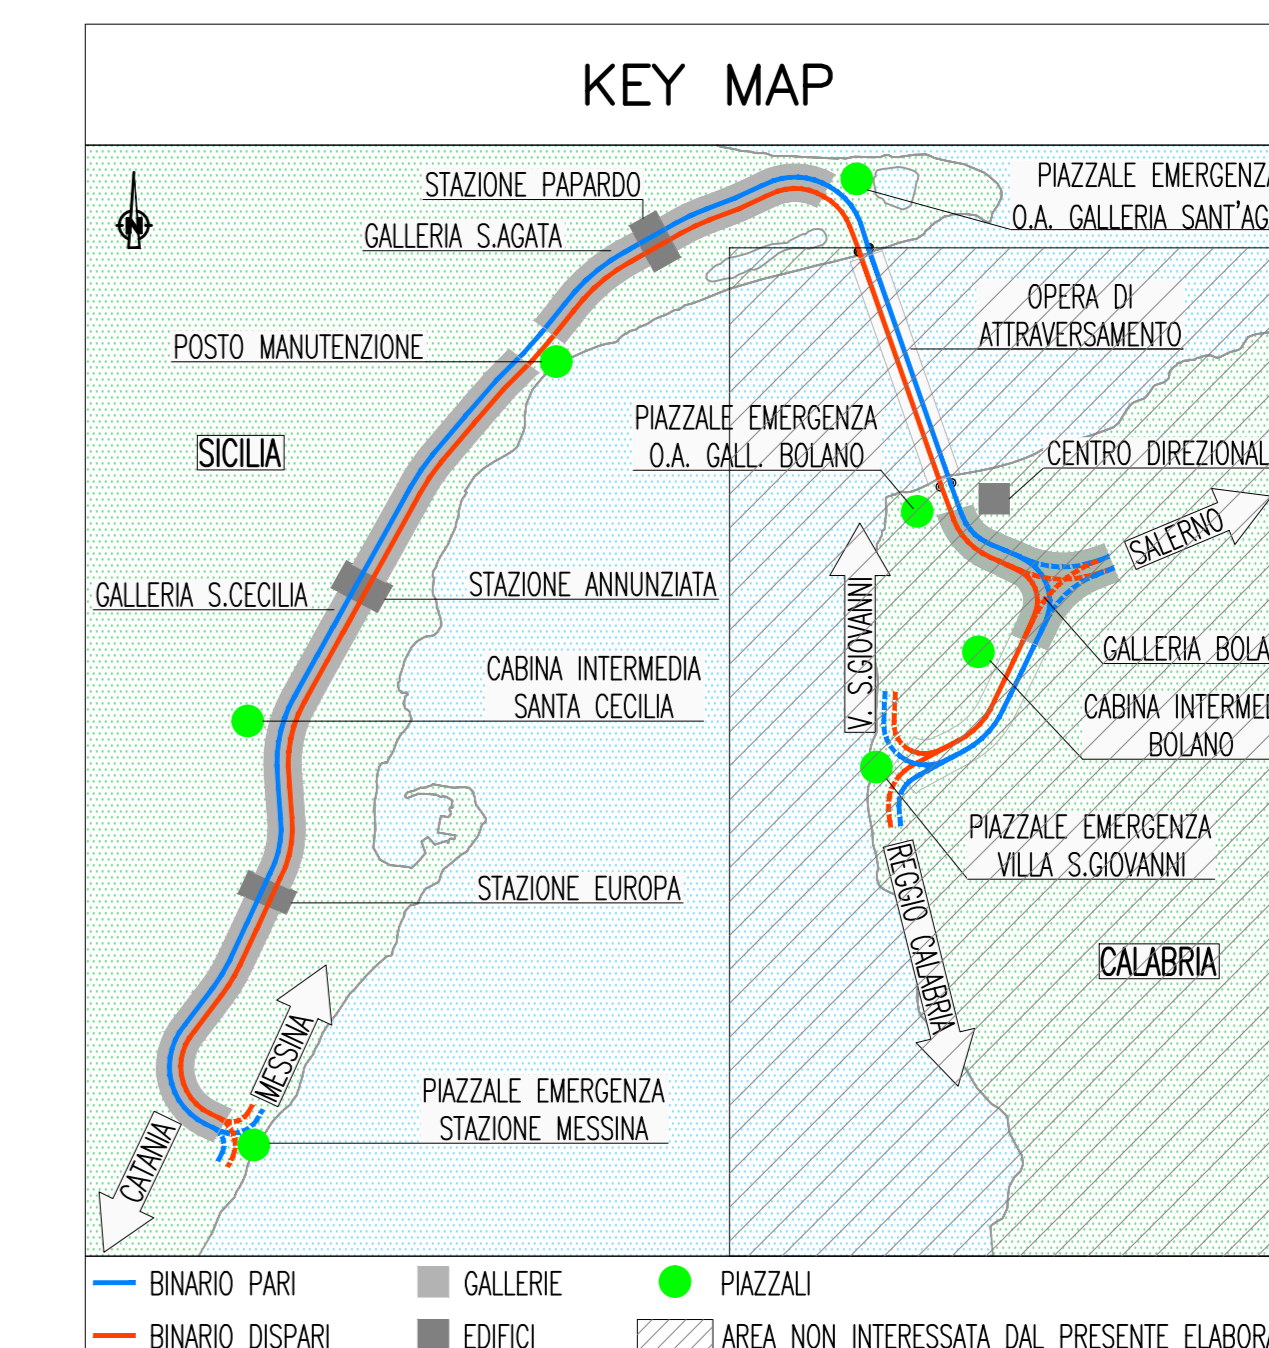 KEY MAP
N
STAZIONE PAPARDO
GALLERIA S.AGATA
PIAZZALE EMERGENZA
O.A. GALLERIA SANT'AG
OPERA DI
ATTRAVERSAMENTO
POSTO MANUTENZIONE
PIAZZALE EMERGENZA
O.A. GALL. BOLANO
SICILIA
CENTRO DIREZIONAL
SALERNO
GALLERIA S.CECILIA
STAZIONE ANNUNZIATA
V. S.GIOVANNI
GALLERIA BOLA
CABINA INTERMEDIA
SANTA CECILIA
CABINA INTERMED
BOLANO
PIAZZALE EMERGENZA
VILLA S.GIOVANNI
STAZIONE EUROPA
REGGIO CALABRIA
CALABRIA
MESSINA
PIAZZALE EMERGENZA
STAZIONE MESSINA
CATANIA
BINARIO PARI
GALLERIE
PIAZZALI
BINARIO DISPARI
EDIFICI
AREA NON INTERESSATA DAL PRESENTE ELABORA